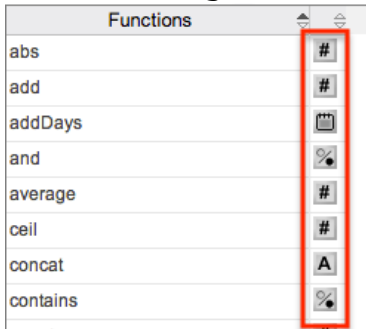 Functions
abs #
add #
addDays
and
average #
ceil #
concat A
contains